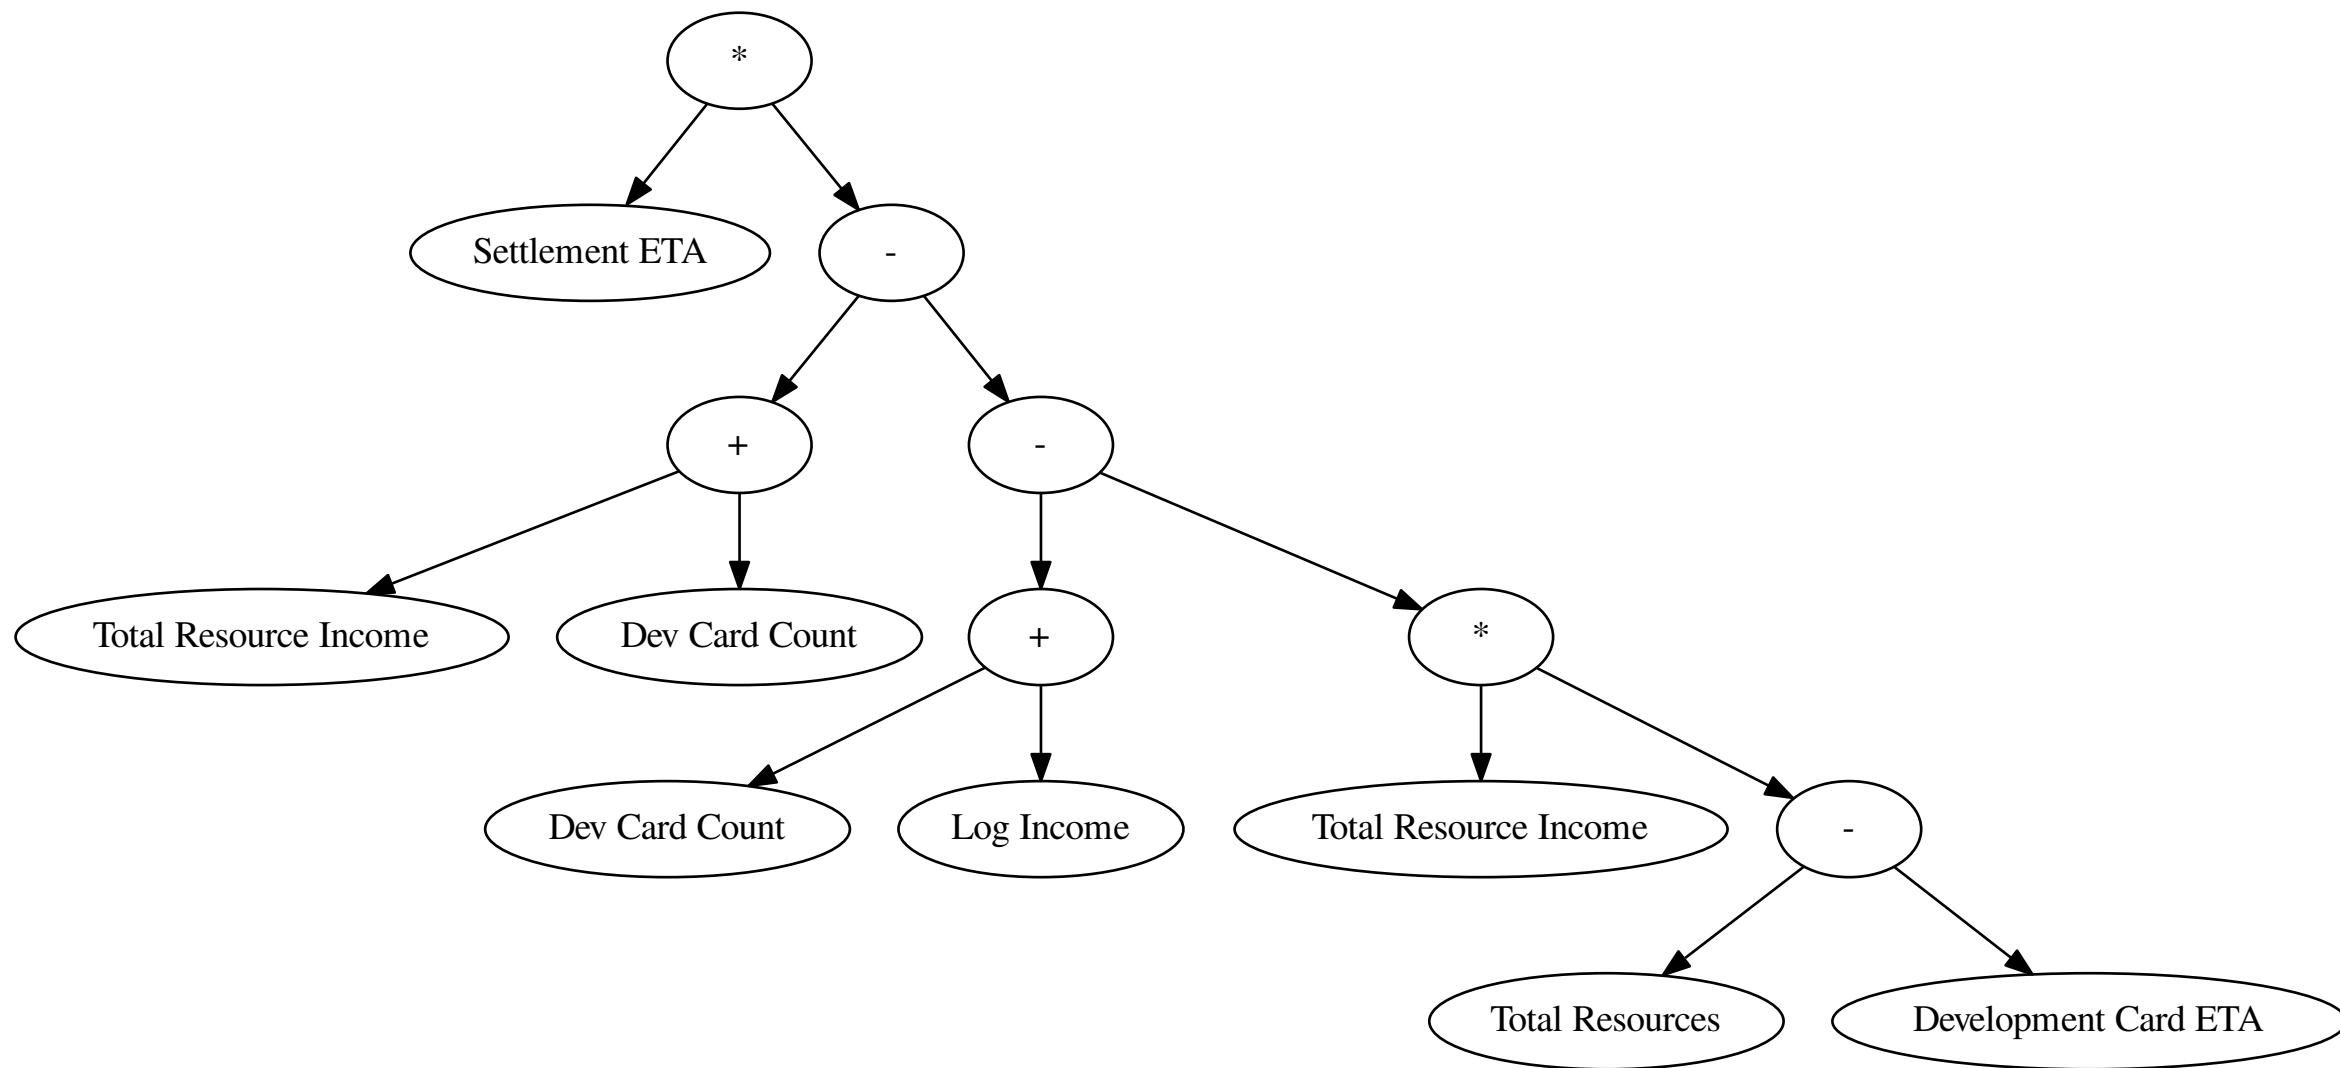 *
Settlement ETA
-
+
-
Total Resource Income
Dev Card Count
+
*
Dev Card Count
Log Income
Total Resource Income
-
Total Resources
Development Card ETA